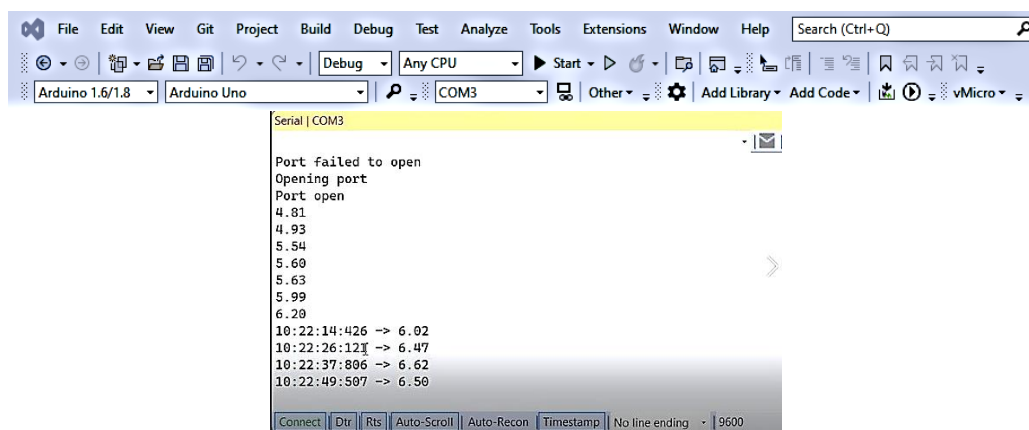 File Edit View Git Project Build Debug Test Analyze Tools Extensions Window Help Search (Ctrl+Q)
Debug Any CPU Start
Arduino 1.6/1.8 Arduino Uno COM3 Other Add Library Add Code vMicro
Serial | COM3
Port failed to open
Opening port
Port open
4.81
4.93
5.54
5.60
5.63
5.99
6.20
10:22:14:426 -> 6.02
10:22:26:121 -> 6.47
10:22:37:806 -> 6.62
10:22:49:507 -> 6.50
Connect Dtr Rts Auto-Scroll Auto-Recon Timestamp No line ending 9600